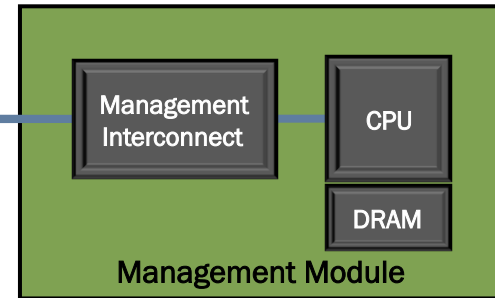 Management
Interconnect
CPU
DRAM
Management Module